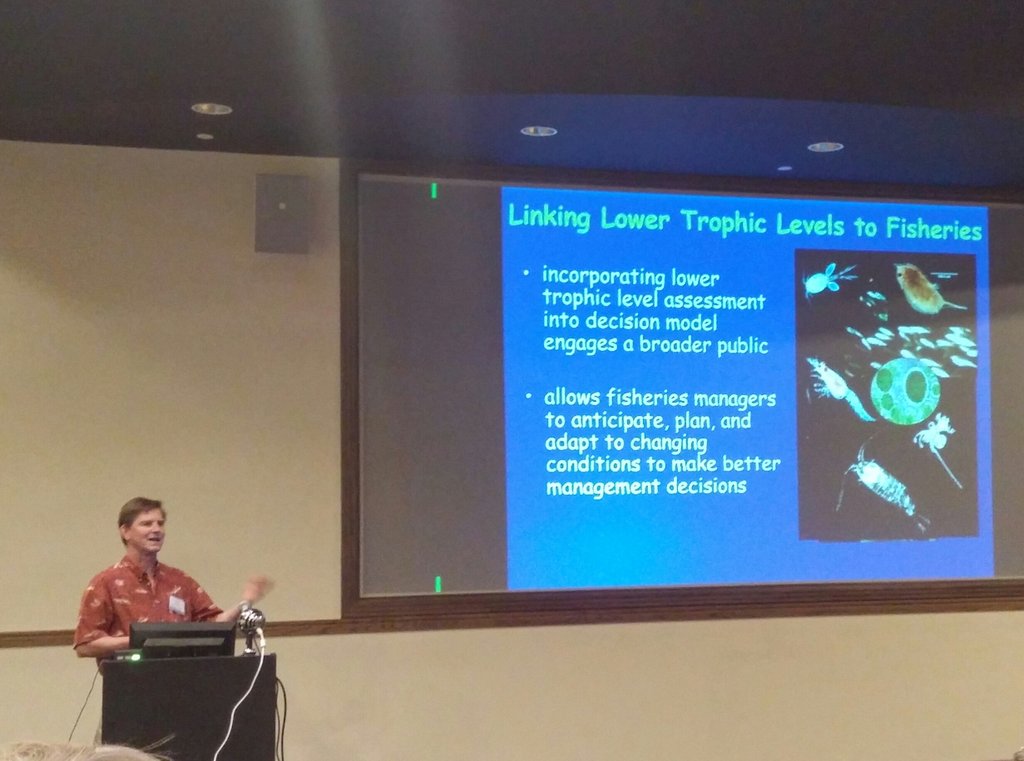 Linking Lower Trophic Levels to Fisheries
• incorporating lower
trophic level assessment
into decision model
engages a broader public
• allows fisheries managers
to anticipate, plan, and
adapt to changing
conditions to make better
management decisions